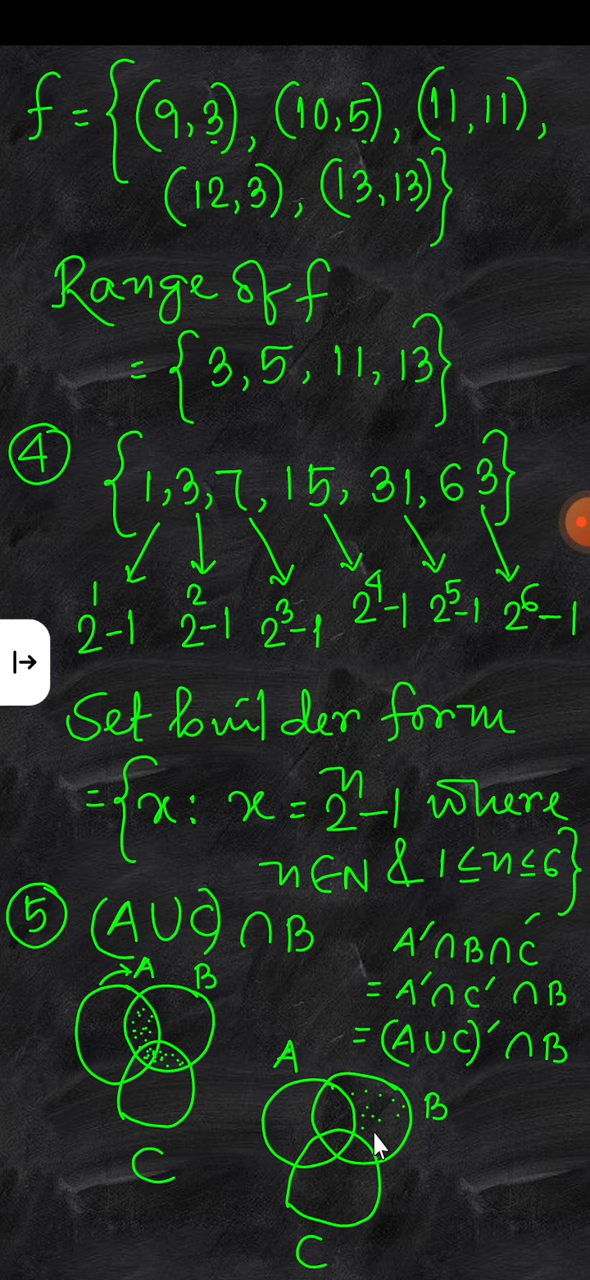 f = {(9,3), (10,5), (11,11),
(12,3), (13,13)}
Range of f
= {3, 5, 11, 13}
④ {1, 3, 7, 15, 31, 63}
2¹-1 2²-1 2³-1 2⁴-1 2⁵-1 2⁶-1
Set builder form
= {x : x = 2ⁿ-1 where
n∈N & 1≤n≤6}
⑤ (A∪C)∩B
A′∩B∩C′
= A′∩C′∩B
= (A∪C)′∩B
A B
C
A B
C